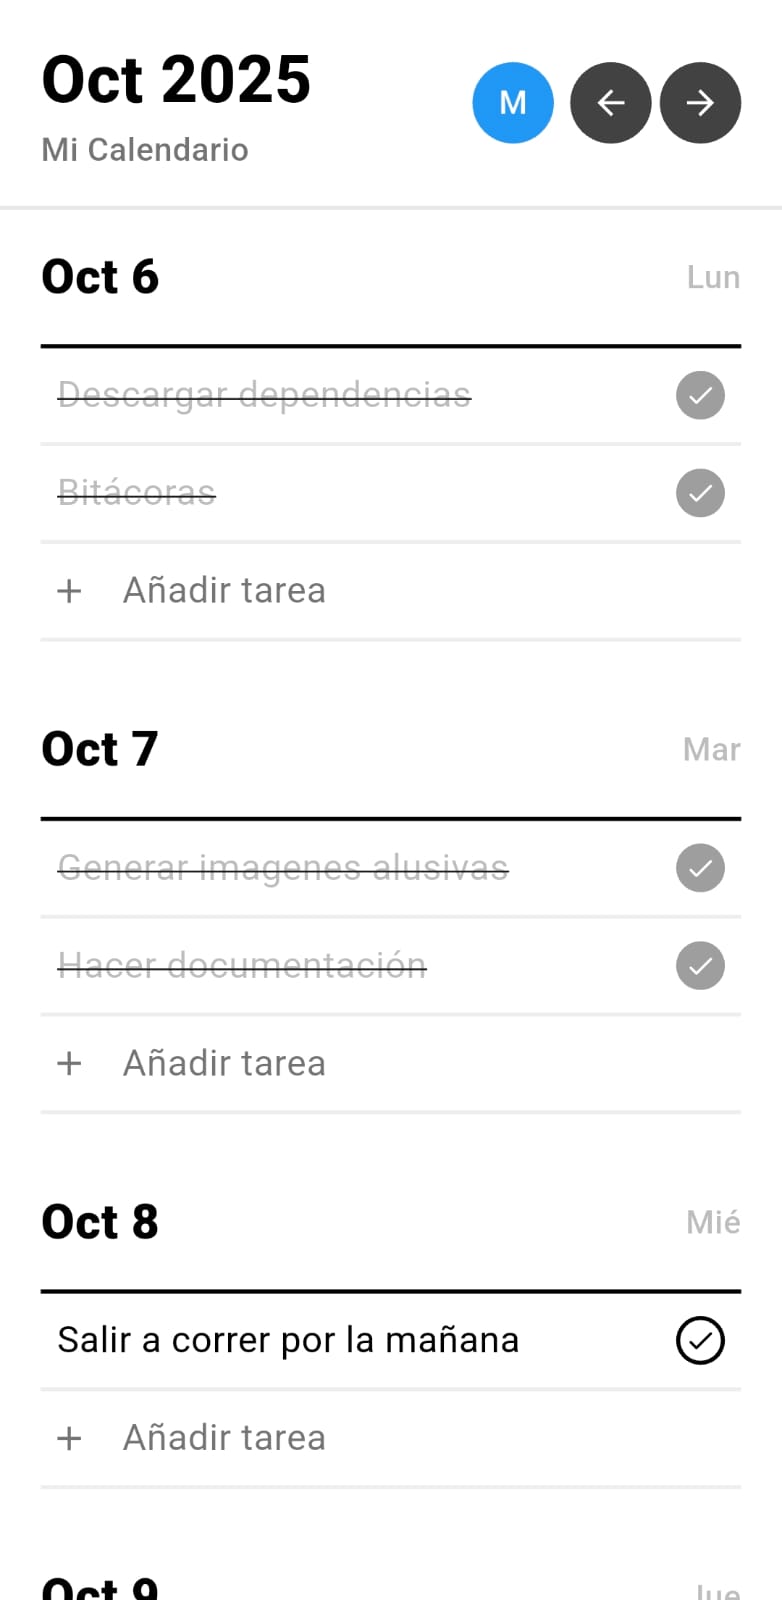 Oct 2025
Mi Calendario
M
Oct 6
Lun
Descargar dependencias
Bitácoras
+ Añadir tarea
Oct 7
Mar
Generar imagenes alusivas
Hacer documentación
+ Añadir tarea
Oct 8
Mié
Salir a correr por la mañana
+ Añadir tarea
Oct 9
Jue